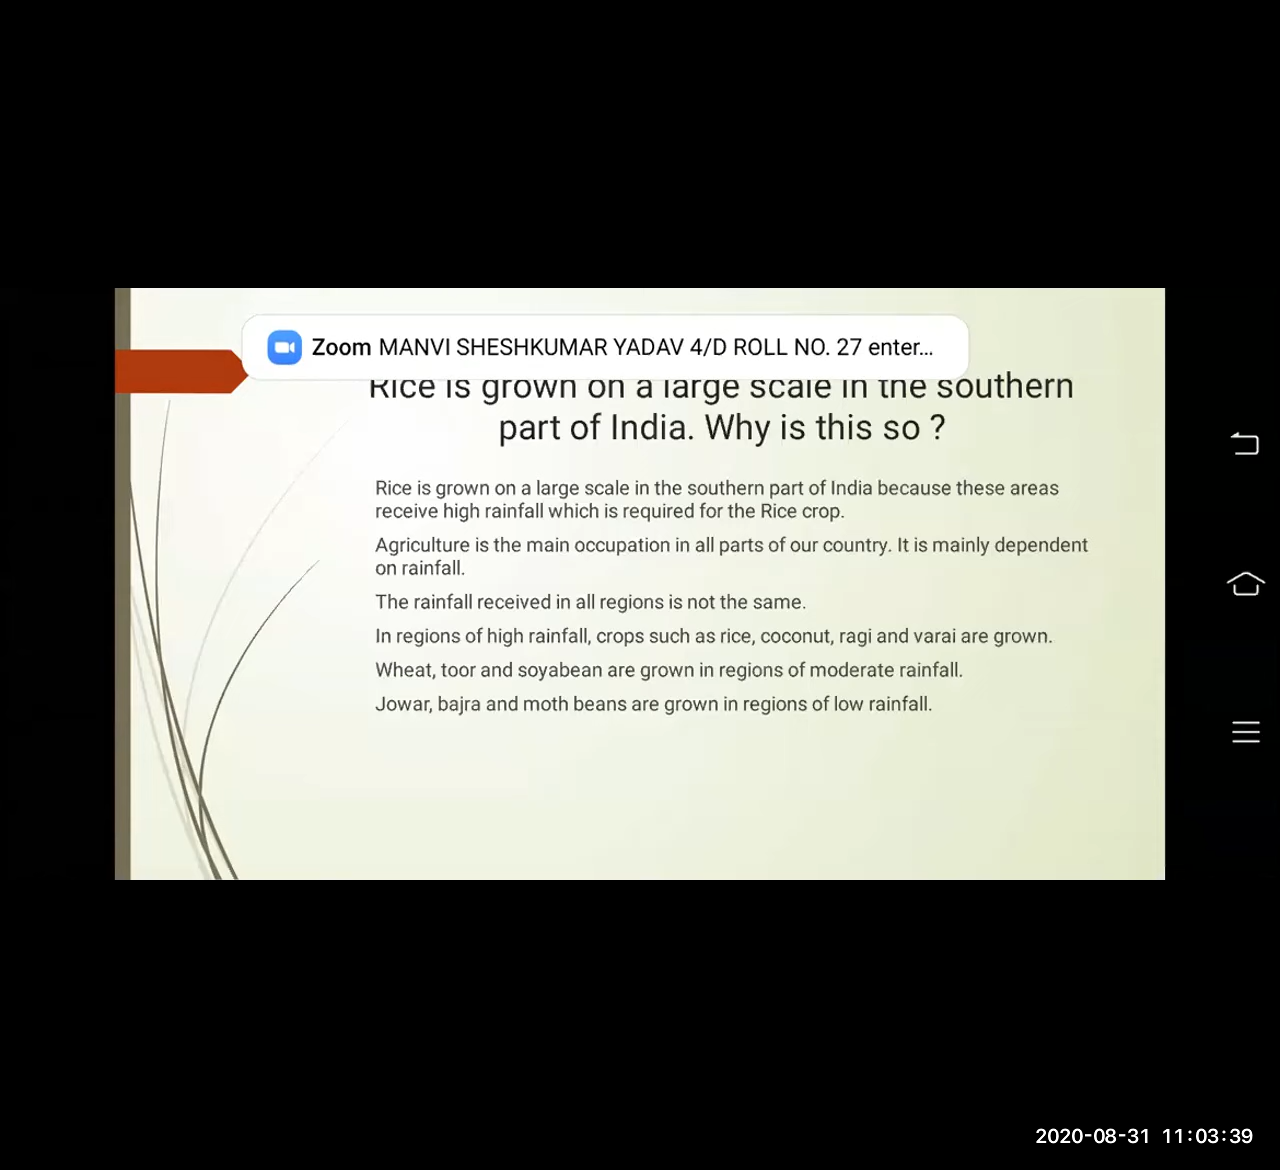 Zoom MANVI SHESHKUMAR YADAV 4/D ROLL NO. 27 enter...
Rice is grown on a large scale in the southern
part of India. Why is this so ?
Rice is grown on a large scale in the southern part of India because these areas
receive high rainfall which is required for the Rice crop.
Agriculture is the main occupation in all parts of our country. It is mainly dependent
on rainfall.
The rainfall received in all regions is not the same.
In regions of high rainfall, crops such as rice, coconut, ragi and varai are grown.
Wheat, toor and soyabean are grown in regions of moderate rainfall.
Jowar, bajra and moth beans are grown in regions of low rainfall.
2020-08-31 11:03:39